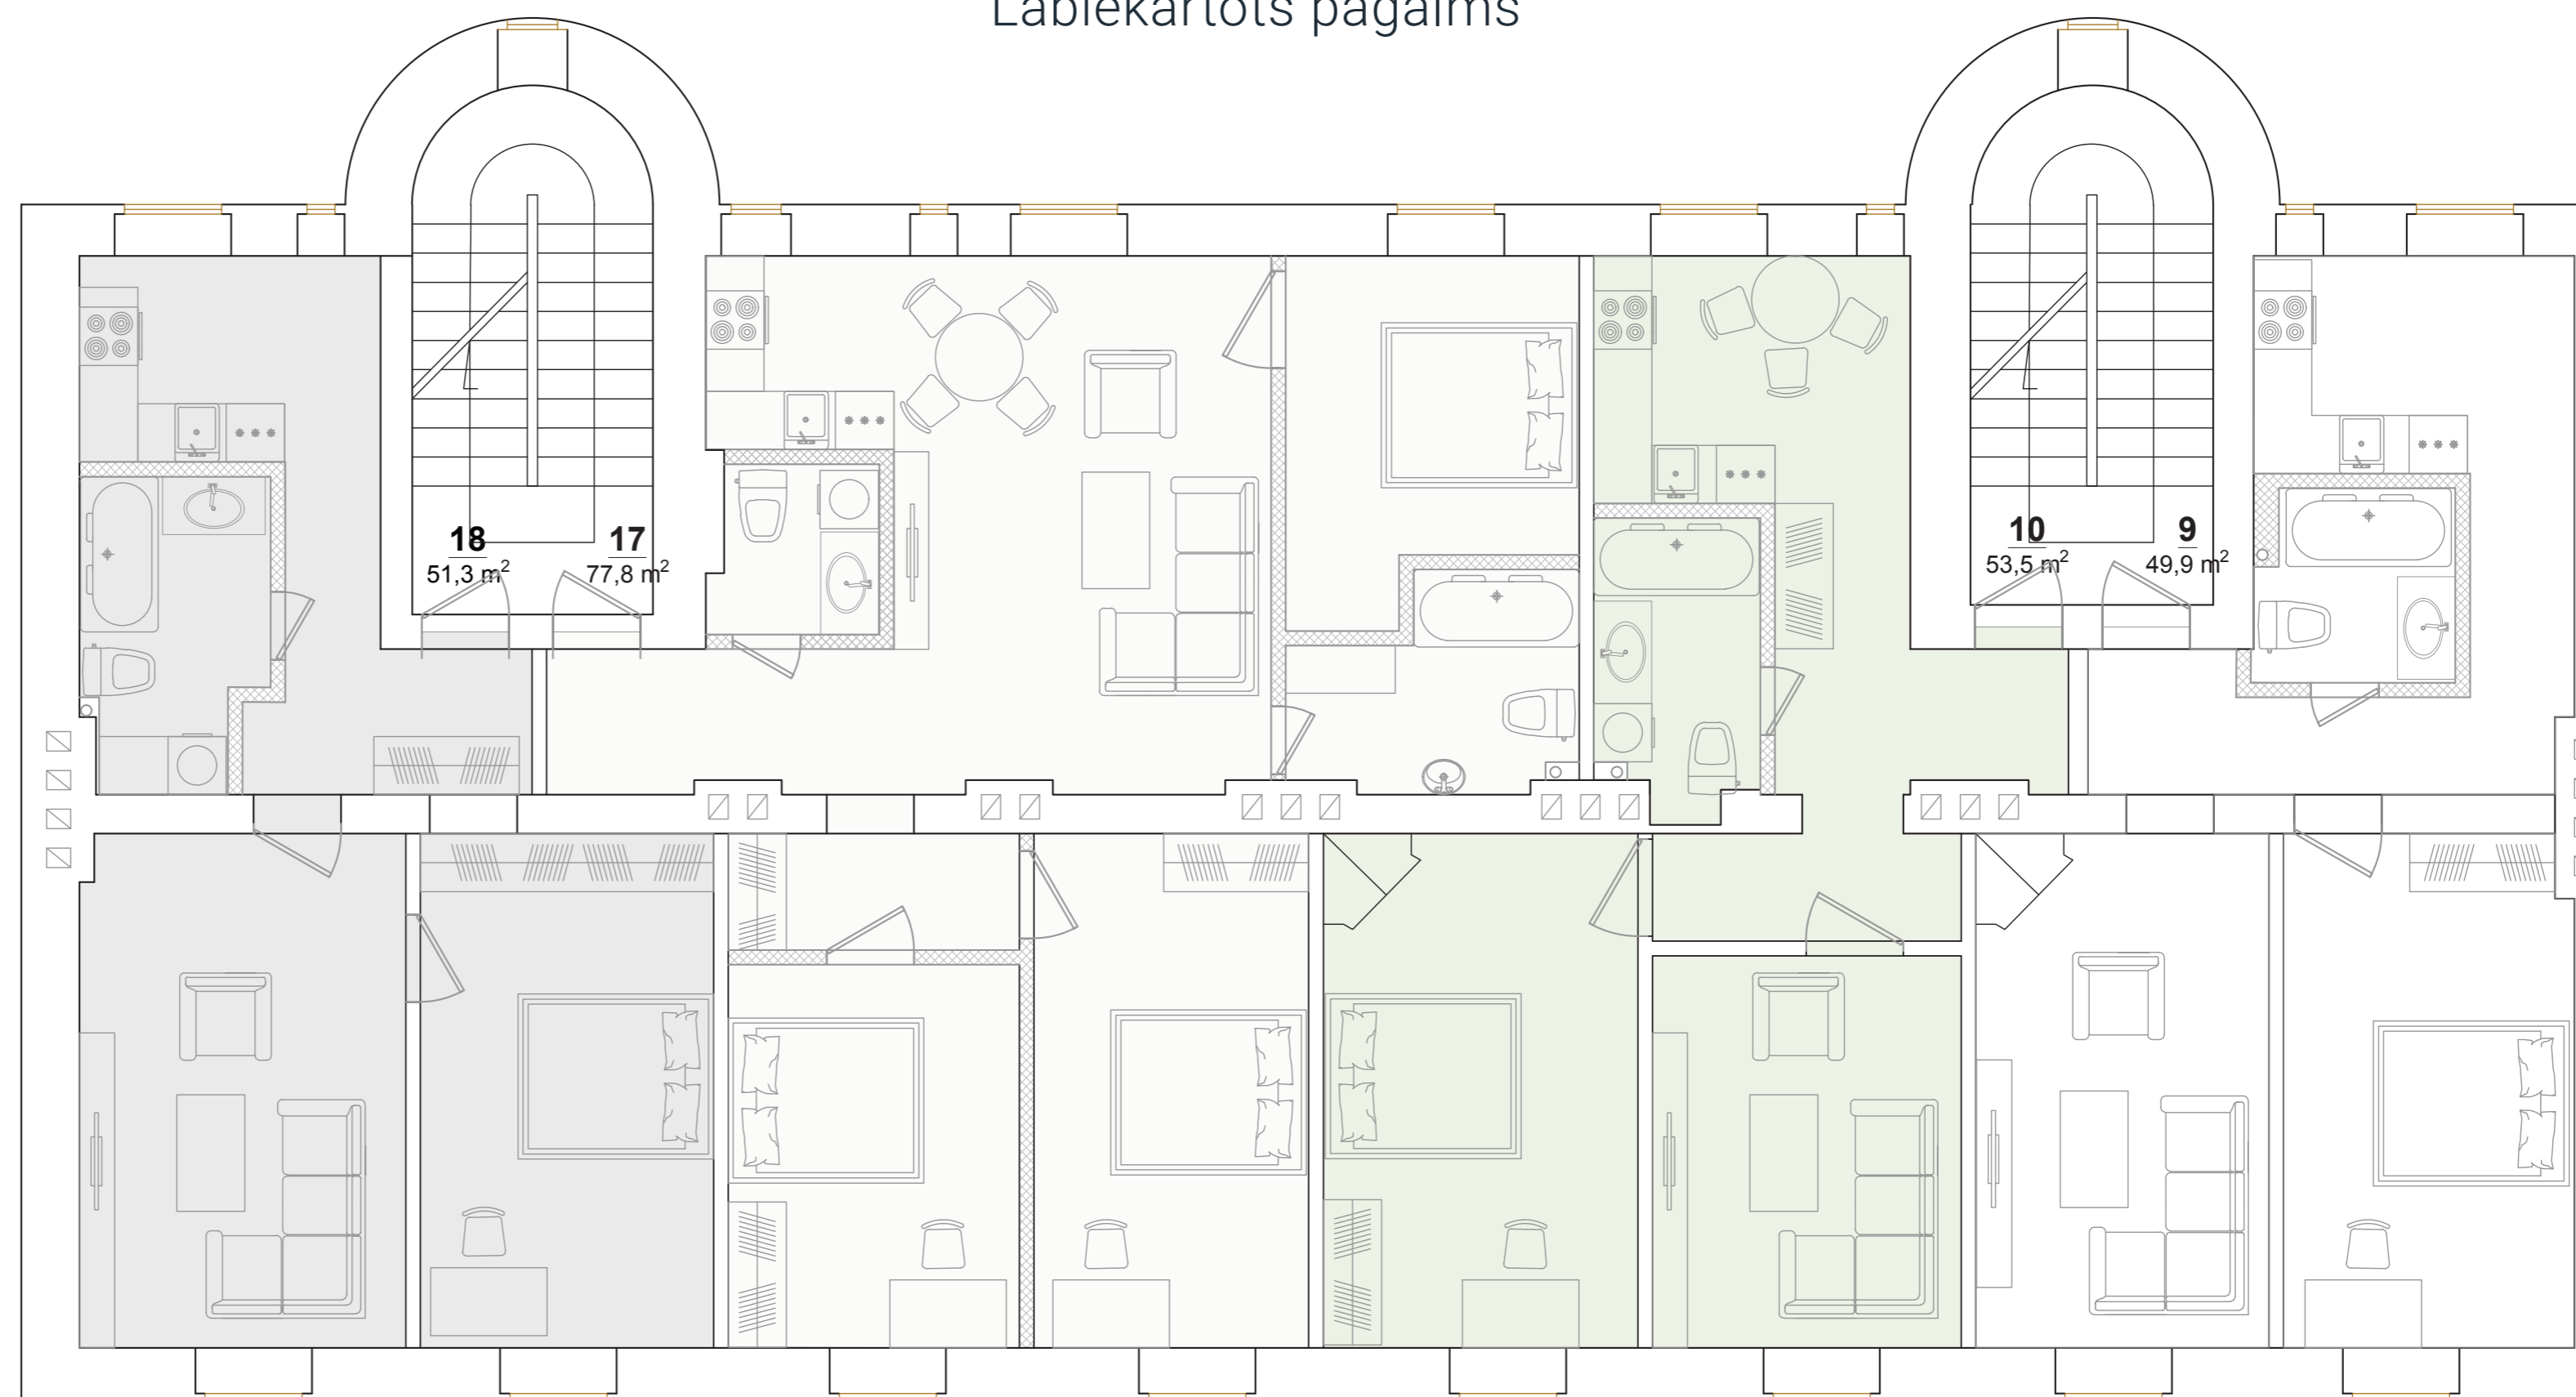 Labiekārtots pagalms
18
51,3 m²
17
77,8 m²
10
53,5 m²
9
49,9 m²